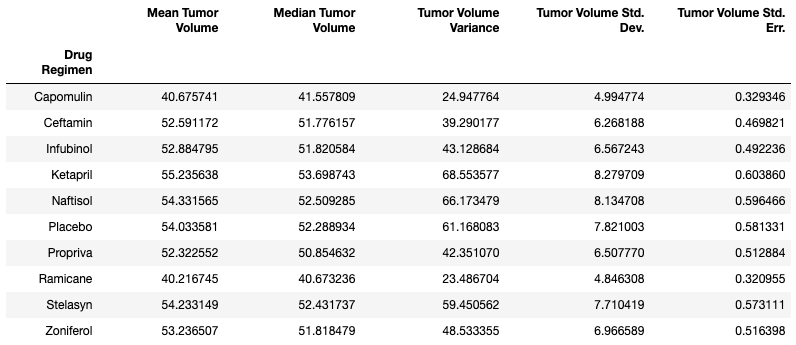 Mean Tumor Volume Median Tumor Volume Tumor Volume Variance Tumor Volume Std. Dev. Tumor Volume Std. Err.
Drug Regimen
Capomulin 40.675741 41.557809 24.947764 4.994774 0.329346
Ceftamin 52.591172 51.776157 39.290177 6.268188 0.469821
Infubinol 52.884795 51.820584 43.128684 6.567243 0.492236
Ketapril 55.235638 53.698743 68.553577 8.279709 0.603860
Naftisol 54.331565 52.509285 66.173479 8.134708 0.596466
Placebo 54.033581 52.288934 61.168083 7.821003 0.581331
Propriva 52.322552 50.854632 42.351070 6.507770 0.512884
Ramicane 40.216745 40.673236 23.486704 4.846308 0.320955
Stelasyn 54.233149 52.431737 59.450562 7.710419 0.573111
Zoniferol 53.236507 51.818479 48.533355 6.966589 0.516398